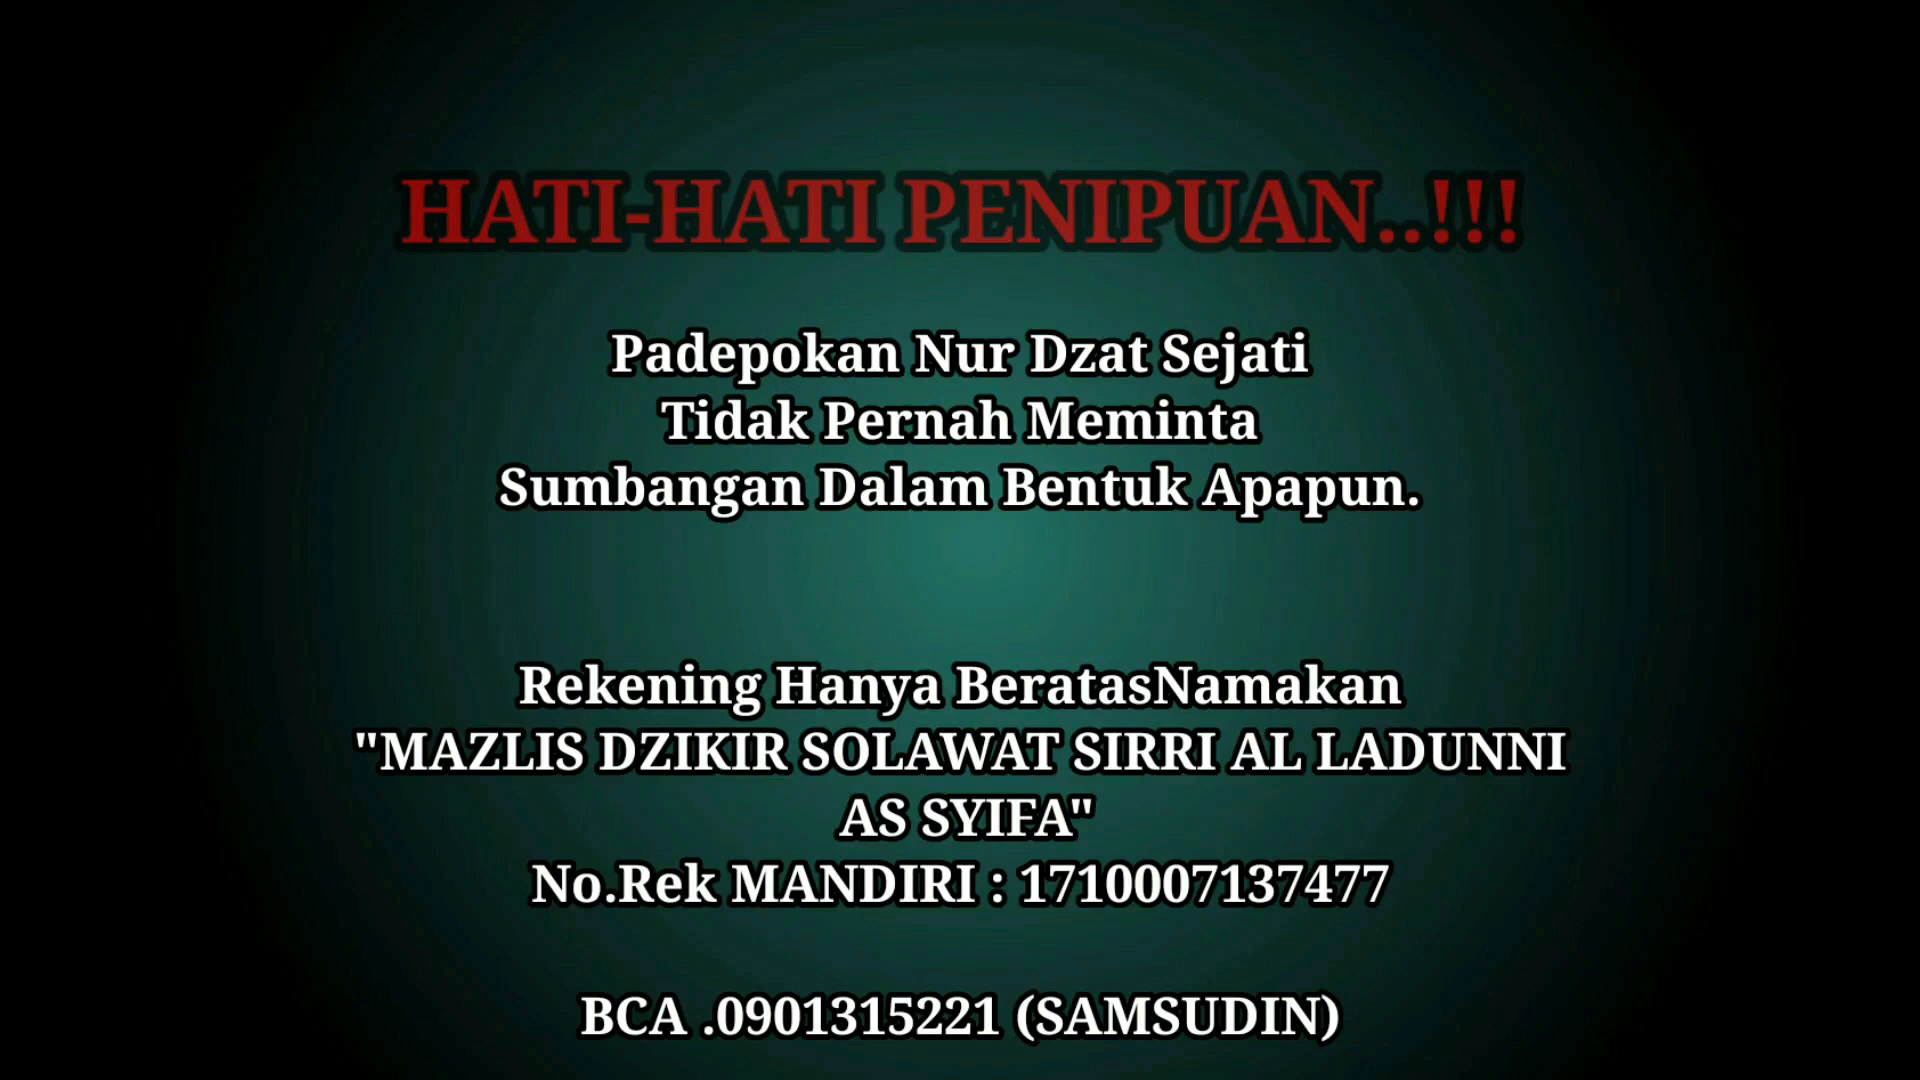 HATI-HATI PENIPUAN..!!!
Padepokan Nur Dzat Sejati
Tidak Pernah Meminta
Sumbangan Dalam Bentuk Apapun.
Rekening Hanya BeratasNamakan
"MAZLIS DZIKIR SOLAWAT SIRRI AL LADUNNI
AS SYIFA"
No.Rek MANDIRI : 1710007137477
BCA .0901315221 (SAMSUDIN)